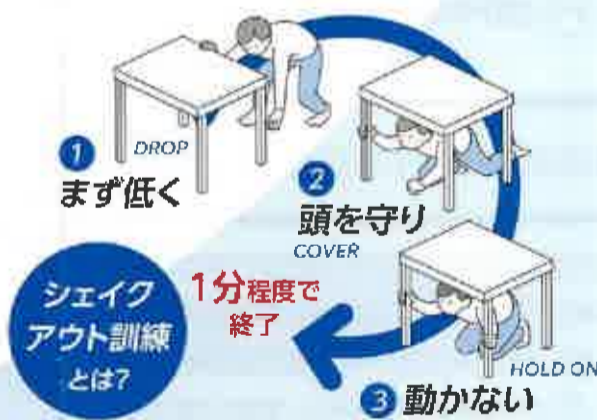 1 DROP
まず低く
2
頭を守り
COVER
シェイク
アウト訓練
とは?
1分程度で
終了
HOLD ON
3 動かない